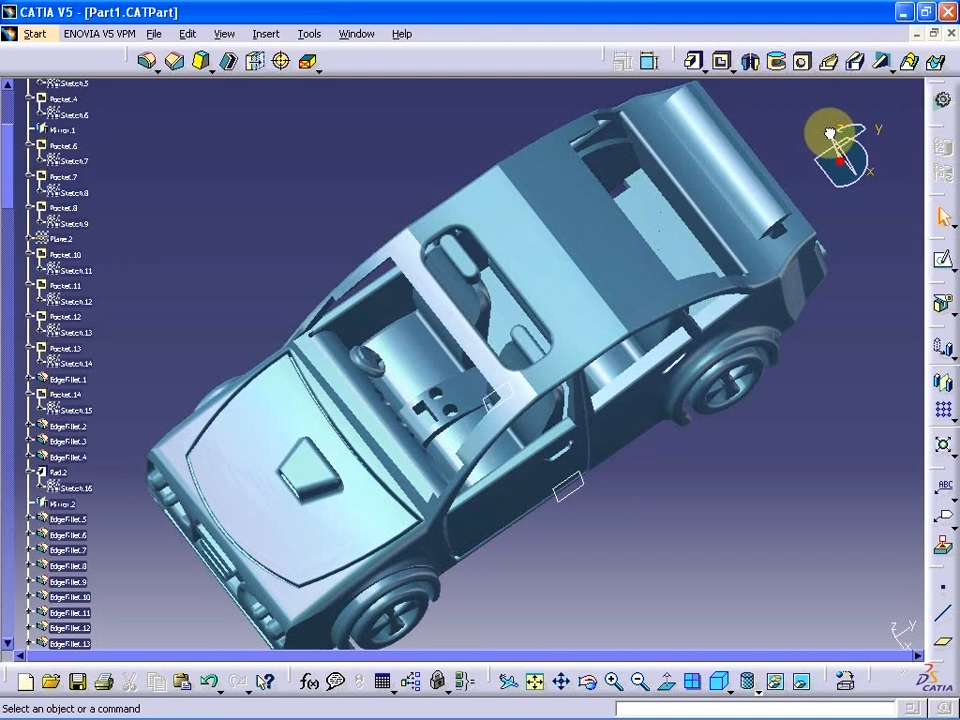 CATIA V5 - [Part1.CATPart]
Start ENOVIA V5 VPM File Edit View Insert Tools Window Help
Sketch.5
Pocket.4
Sketch.6
Mirror.1
Pocket.6
Sketch.7
Pocket.7
Sketch.8
Pocket.8
Sketch.9
Plane.2
Pocket.10
Sketch.11
Pocket.11
Sketch.12
Pocket.12
Sketch.13
Pocket.13
Sketch.14
EdgeFillet.1
Pocket.14
Sketch.15
EdgeFillet.2
EdgeFillet.3
EdgeFillet.4
Pad.2
Sketch.16
Mirror.2
EdgeFillet.5
EdgeFillet.6
EdgeFillet.7
EdgeFillet.8
EdgeFillet.9
EdgeFillet.10
EdgeFillet.11
EdgeFillet.12
EdgeFillet.13
z
y
x
z y
x
ABC
f(x)
DS
CATIA
Select an object or a command